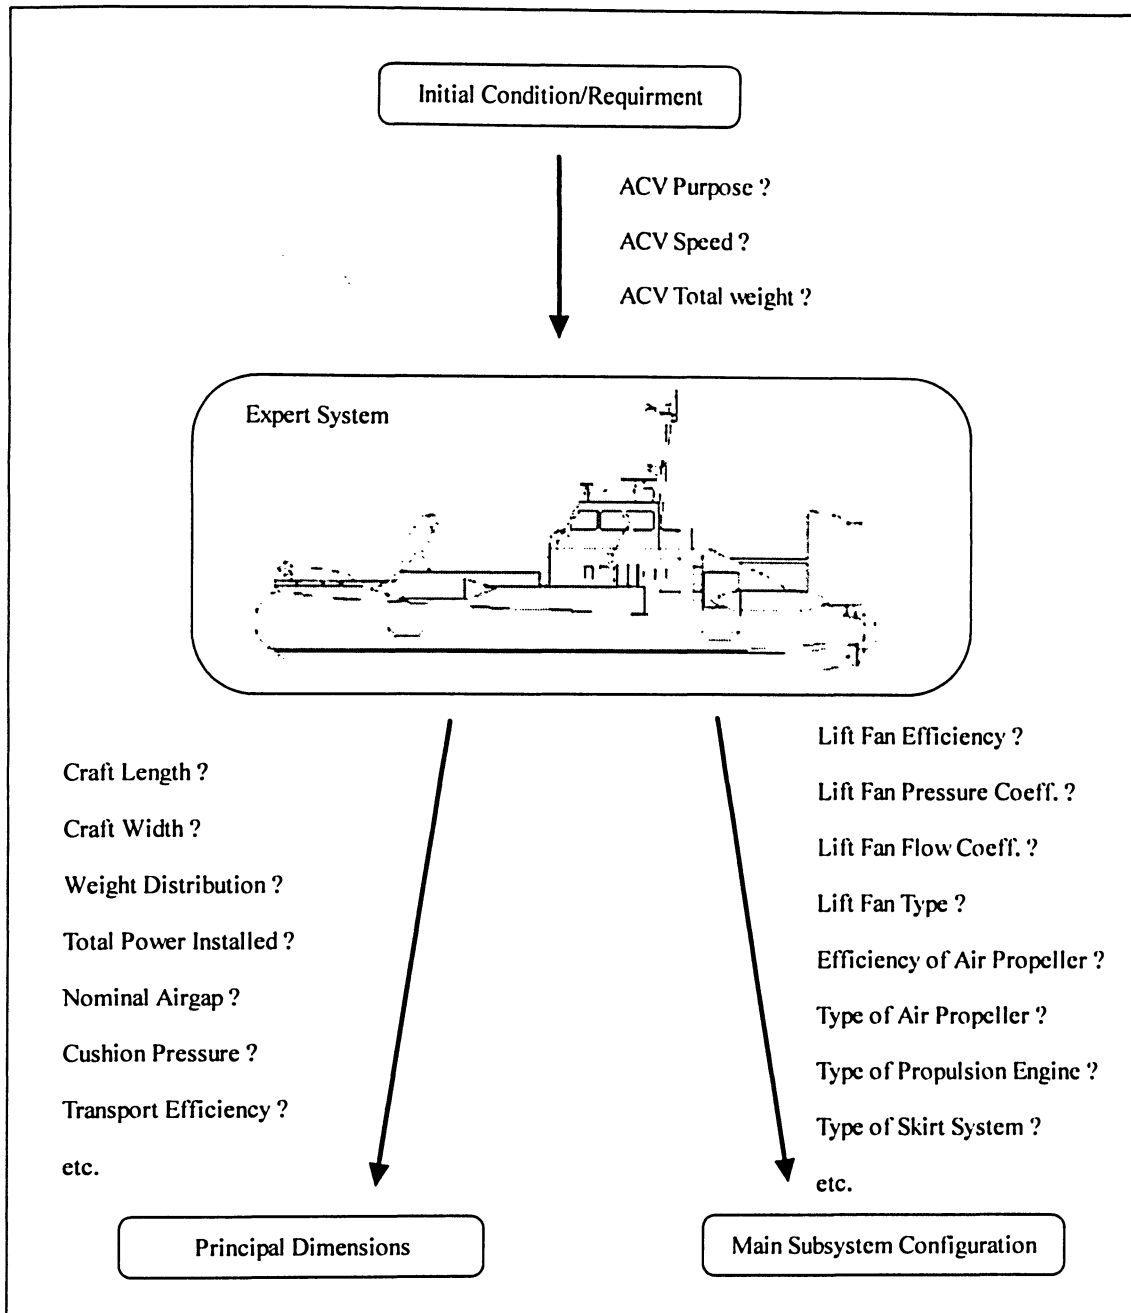 Initial Condition/Requirment
ACV Purpose ?
ACV Speed ?
ACV Total weight ?
Expert System
Craft Length ?
Craft Width ?
Weight Distribution ?
Total Power Installed ?
Nominal Airgap ?
Cushion Pressure ?
Transport Efficiency ?
etc.
Lift Fan Efficiency ?
Lift Fan Pressure Coeff. ?
Lift Fan Flow Coeff. ?
Lift Fan Type ?
Efficiency of Air Propeller ?
Type of Air Propeller ?
Type of Propulsion Engine ?
Type of Skirt System ?
etc.
Principal Dimensions
Main Subsystem Configuration